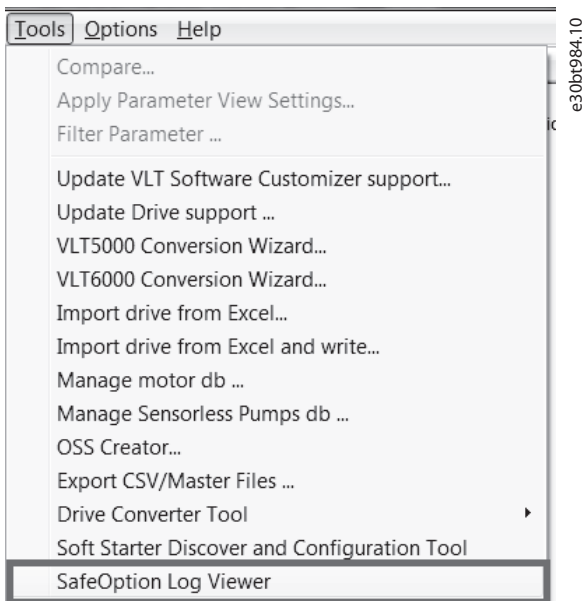 Tools Options Help
Compare...
Apply Parameter View Settings...
Filter Parameter ...
Update VLT Software Customizer support...
Update Drive support ...
VLT5000 Conversion Wizard...
VLT6000 Conversion Wizard...
Import drive from Excel...
Import drive from Excel and write...
Manage motor db ...
Manage Sensorless Pumps db ...
OSS Creator...
Export CSV/Master Files ...
Drive Converter Tool
Soft Starter Discover and Configuration Tool
SafeOption Log Viewer
e30bt984.10